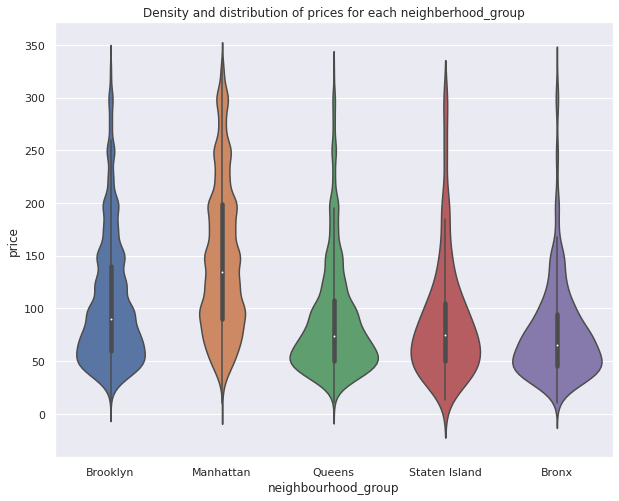 Density and distribution of prices for each neighberhood_group
350
300
250
200
150
100
50
0
price
Brooklyn Manhattan Queens Staten Island Bronx
neighbourhood_group